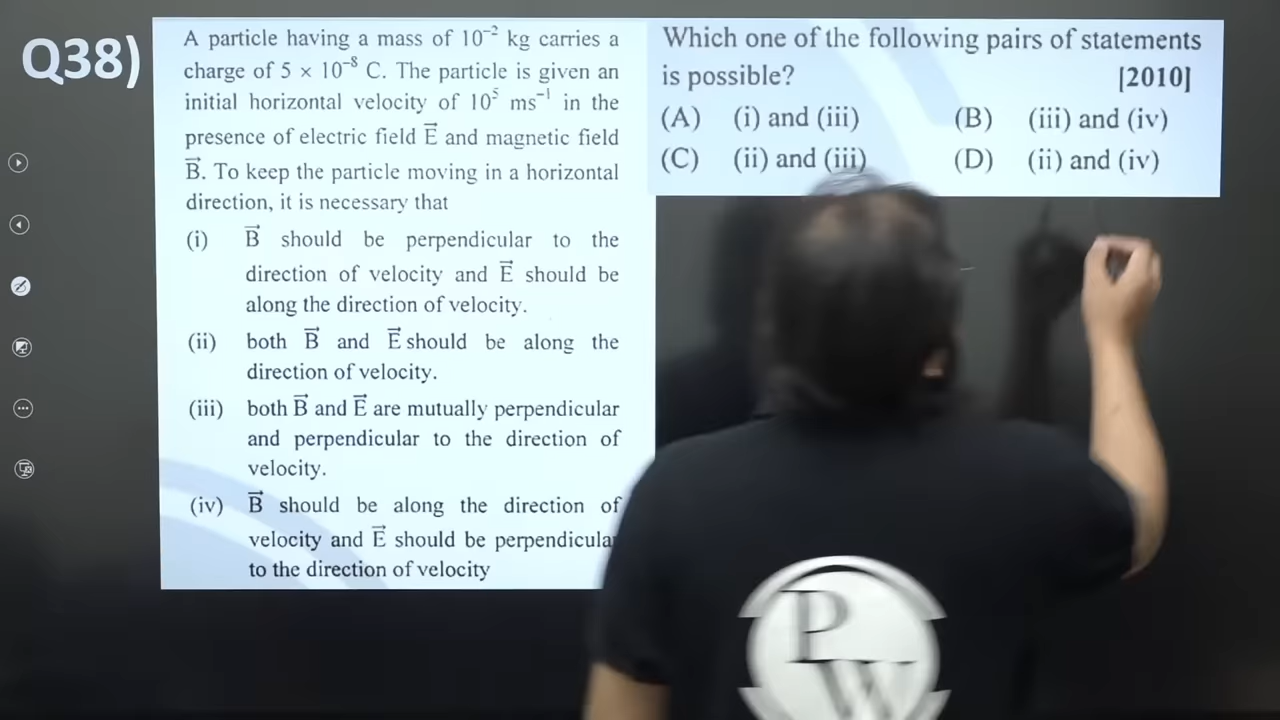 Q38)
A particle having a mass of 10⁻² kg carries a
charge of 5 × 10⁻⁸ C. The particle is given an
initial horizontal velocity of 10⁵ ms⁻¹ in the
presence of electric field E⃗ and magnetic field
B⃗. To keep the particle moving in a horizontal
direction, it is necessary that
(i) B⃗ should be perpendicular to the
direction of velocity and E⃗ should be
along the direction of velocity.
(ii) both B⃗ and E⃗ should be along the
direction of velocity.
(iii) both B⃗ and E⃗ are mutually perpendicular
and perpendicular to the direction of
velocity.
(iv) B⃗ should be along the direction of
velocity and E⃗ should be perpendicular
to the direction of velocity
Which one of the following pairs of statements
is possible? [2010]
(A) (i) and (iii) (B) (iii) and (iv)
(C) (ii) and (iii) (D) (ii) and (iv)
P
W